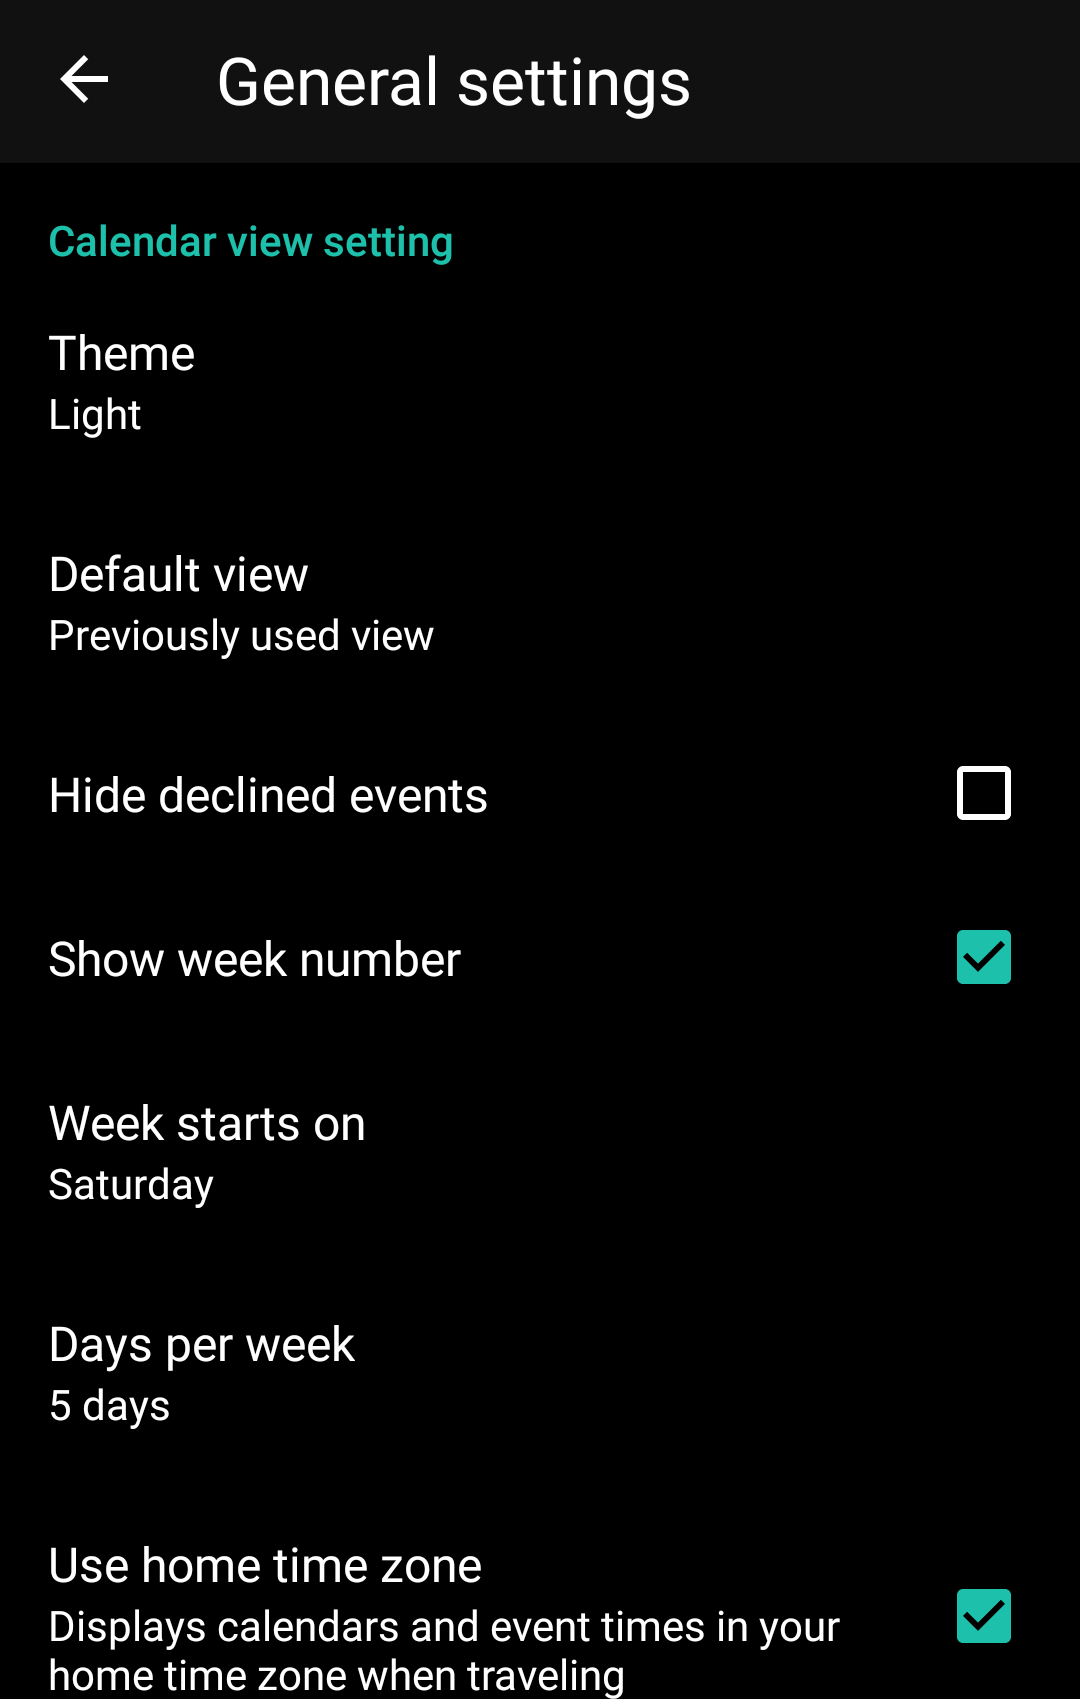 General settings
Calendar view setting
Theme
Light
Default view
Previously used view
Hide declined events
Show week number
Week starts on
Saturday
Days per week
5 days
Use home time zone
Displays calendars and event times in your
home time zone when traveling